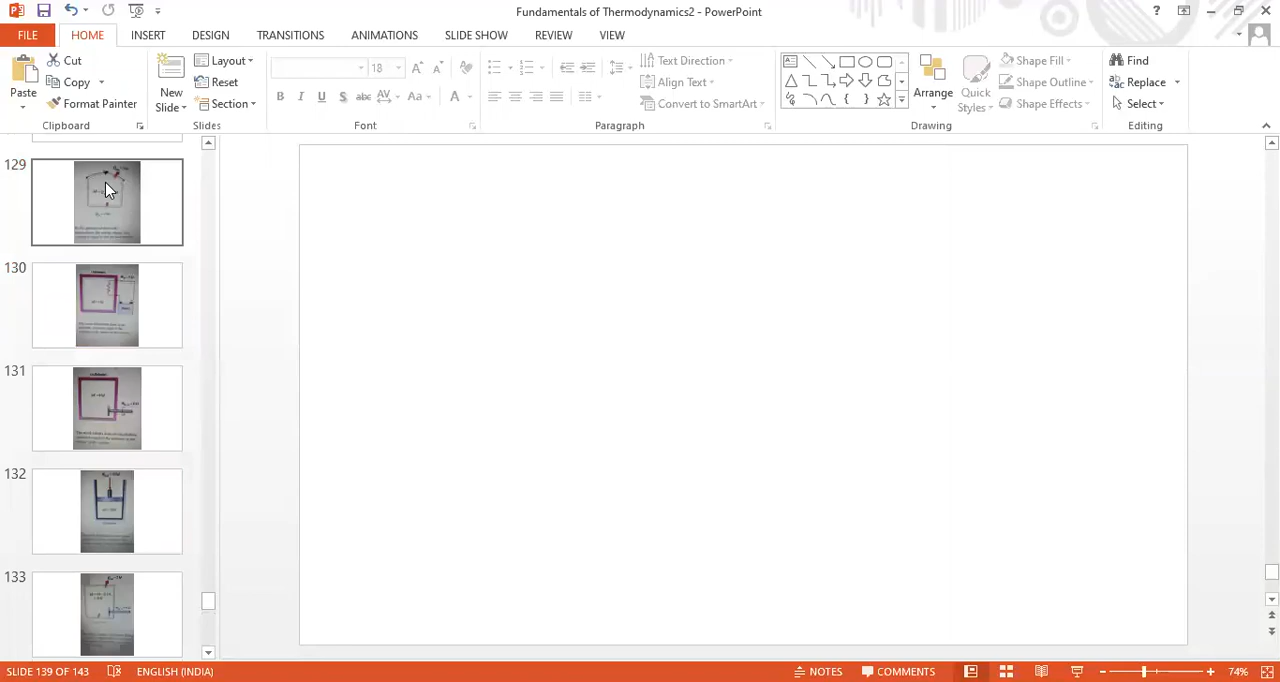 Fundamentals of Thermodynamics2 - PowerPoint
FILE
HOME
INSERT
DESIGN
TRANSITIONS
ANIMATIONS
SLIDE SHOW
REVIEW
VIEW
Paste
Cut
Copy
Format Painter
Clipboard
New
Slide
Layout
Reset
Section
Slides
18
B I U S abc AV Aa A
Font
Text Direction
Align Text
Convert to SmartArt
Paragraph
Arrange
Quick
Styles
Shape Fill
Shape Outline
Shape Effects
Drawing
Find
Replace
Select
Editing
129
130
131
132
133
SLIDE 139 OF 143
ENGLISH (INDIA)
NOTES
COMMENTS
74%